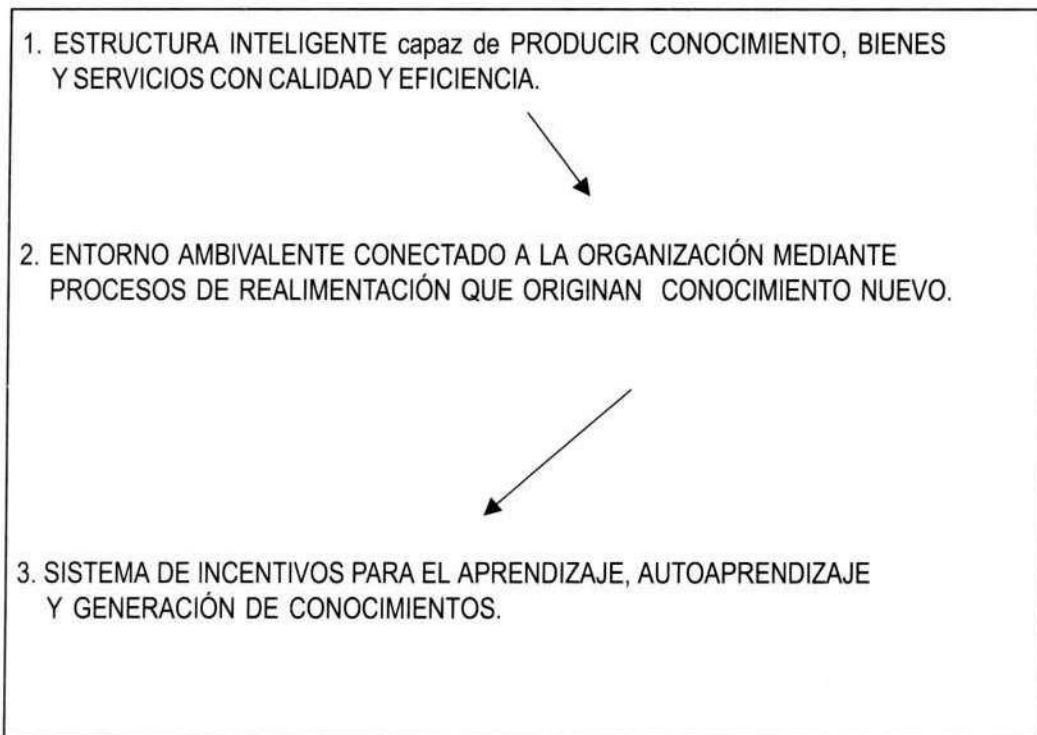 1. ESTRUCTURA INTELIGENTE capaz de PRODUCIR CONOCIMIENTO, BIENES
Y SERVICIOS CON CALIDAD Y EFICIENCIA.
2. ENTORNO AMBIVALENTE CONECTADO A LA ORGANIZACIÓN MEDIANTE
PROCESOS DE REALIMENTACIÓN QUE ORIGINAN CONOCIMIENTO NUEVO.
3. SISTEMA DE INCENTIVOS PARA EL APRENDIZAJE, AUTOAPRENDIZAJE
Y GENERACIÓN DE CONOCIMIENTOS.